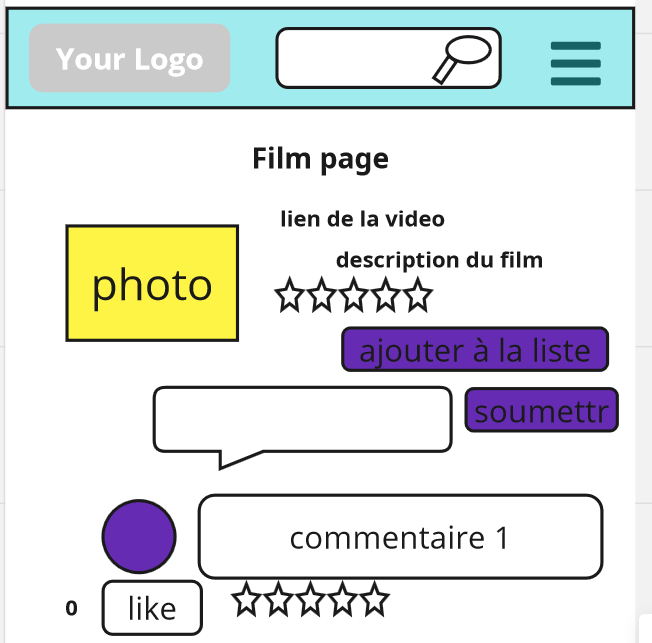 Your Logo
Film page
lien de la video
description du film
photo
ajouter à la liste
soumettr
commentaire 1
0
like